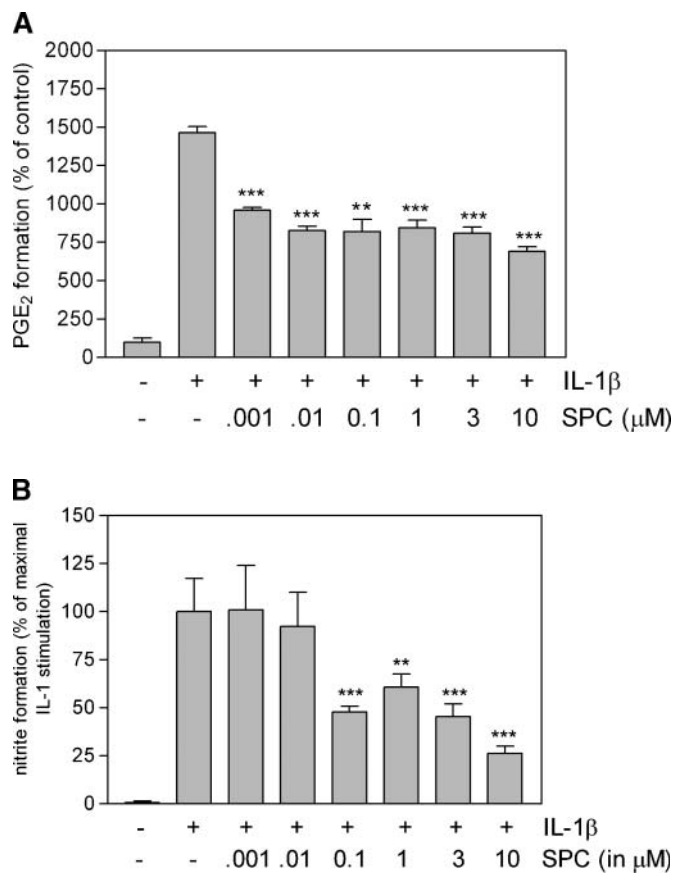 A
PGE₂ formation (% of control)
2000
1750
1500
1250
1000
750
500
250
0
*** *** ** *** *** ***
- + + + + + + + IL-1β
- - .001 .01 0.1 1 3 10 SPC (μM)
B
nitrite formation (% of maximal
IL-1 stimulation)
150
125
100
75
50
25
0
*** ** *** ***
- + + + + + + + IL-1β
- - .001 .01 0.1 1 3 10 SPC (in μM)